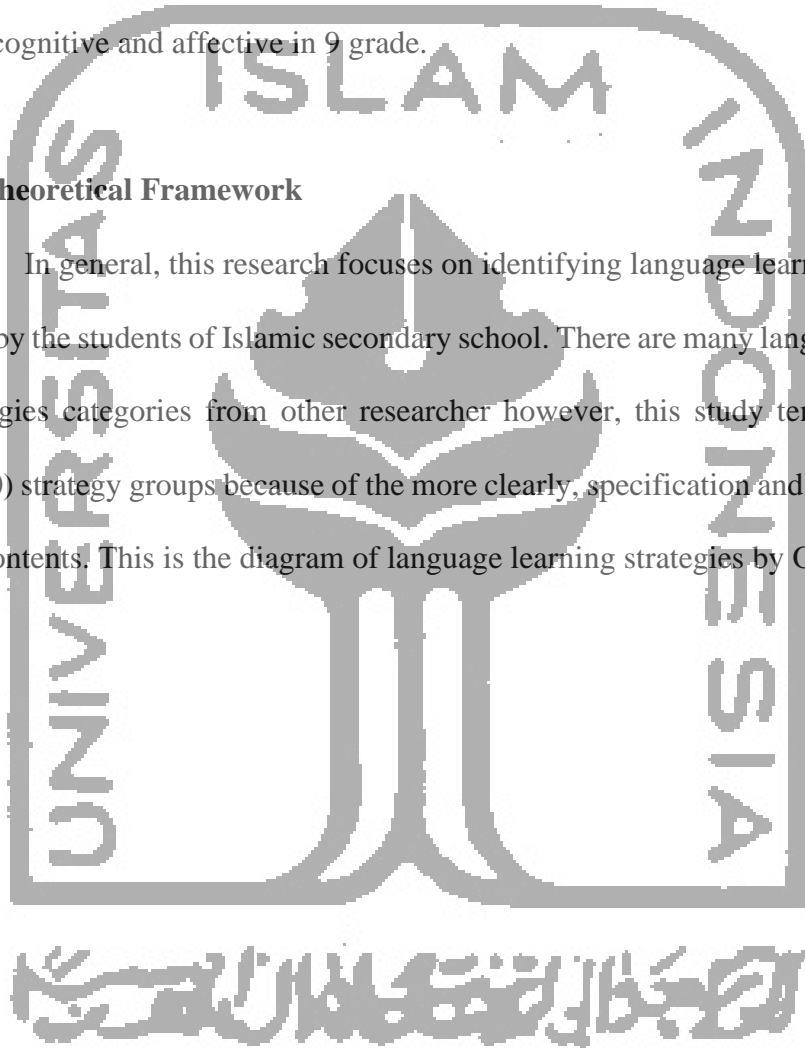 cognitive and affective in 9 grade.
ISLAM
UNIVERSITAS
INDONESIA
heoretical Framework
In general, this research focuses on identifying language lear
by the students of Islamic secondary school. There are many lang
gies categories from other researcher however, this study ter
) strategy groups because of the more clearly, specification and
ontents. This is the diagram of language learning strategies by